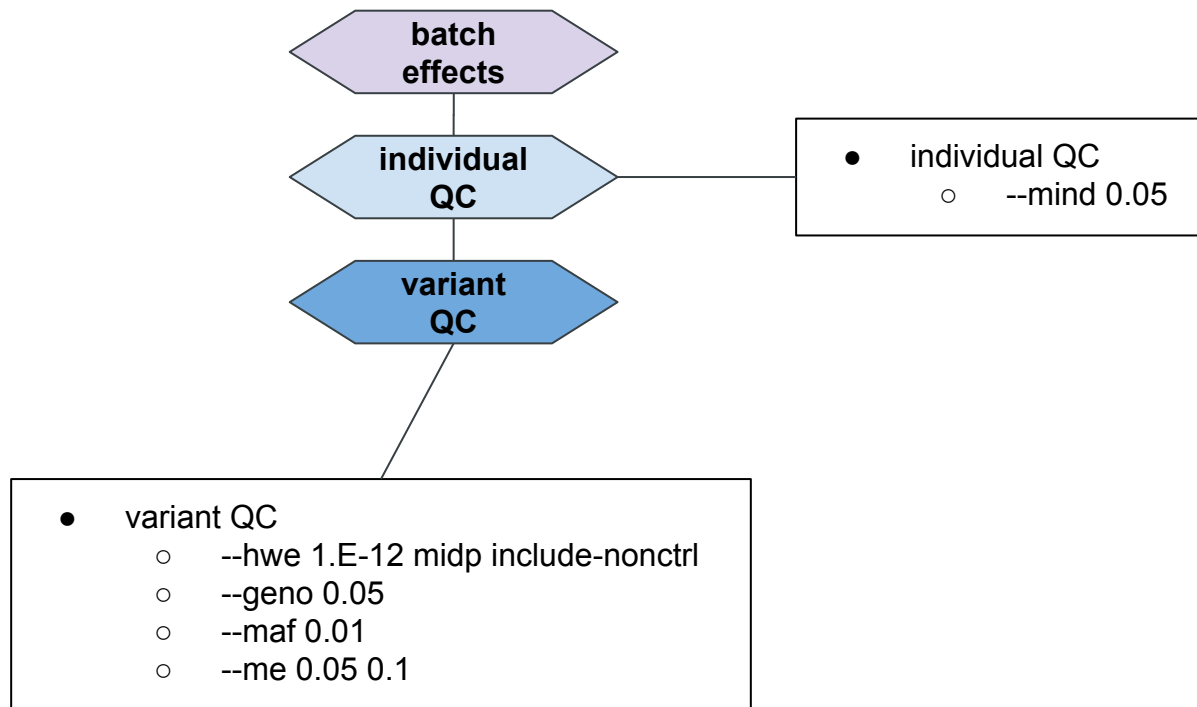 batch
effects
individual
QC
● individual QC
○ --mind 0.05
variant
QC
● variant QC
○ --hwe 1.E-12 midp include-nonctrl
○ --geno 0.05
○ --maf 0.01
○ --me 0.05 0.1